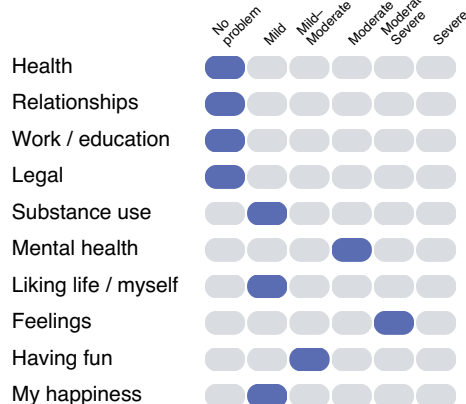 No
problem
Mild
Mild–
Moderate
Moderate
Severe
Severe
Health
Relationships
Work / education
Legal
Substance use
Mental health
Liking life / myself
Feelings
Having fun
My happiness